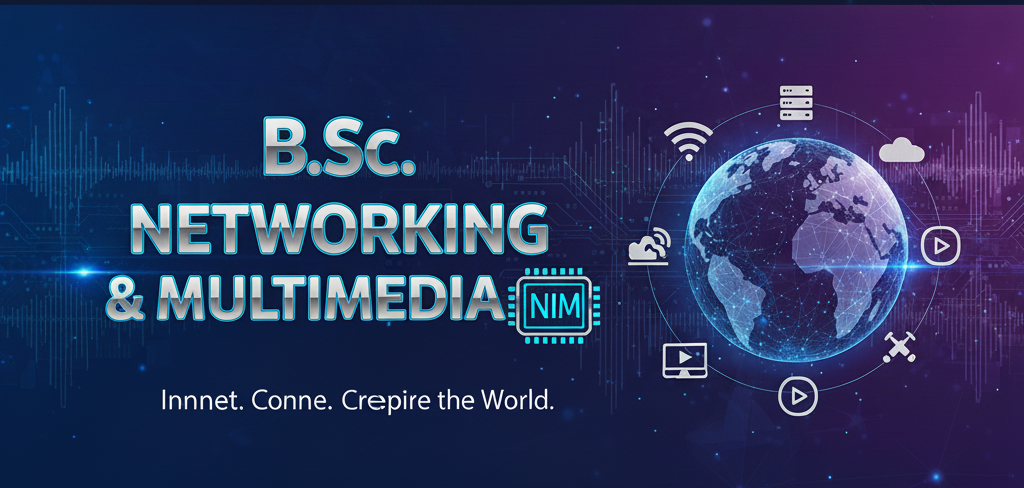 B.Sc.
NETWORKING
& MULTIMEDIA
NIM
Innnet. Conne. Crepire the World.